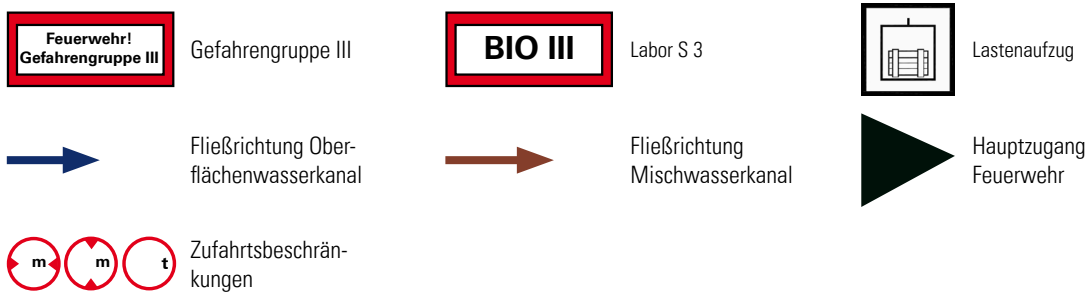 Feuerwehr!
Gefahrengruppe III
Gefahrengruppe III
BIO III
Labor S 3
Lastenaufzug
Fließrichtung Ober-
flächenwasserkanal
Fließrichtung
Mischwasserkanal
Hauptzugang
Feuerwehr
m
m
t
Zufahrtsbeschrän-
kungen